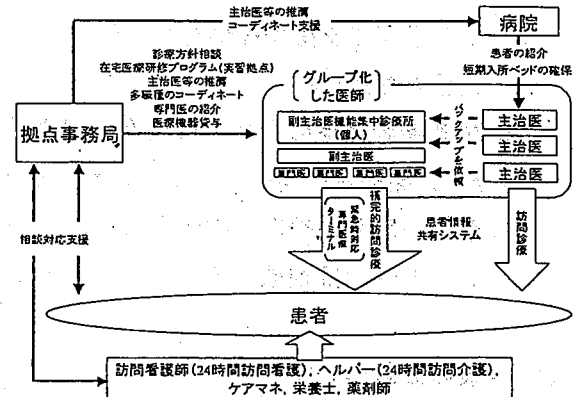 主治医等の推薦
コーディネート支援
病院
診療方針相談
在宅医療研修プログラム(実習拠点)
主治医等の推薦
多職種のコーディネート
専門医の紹介
医療機器貸与
患者の紹介
短期入所ベッドの確保
グループ化
した医師
拠点事務局
副主治医機能集中診療所
(個人)
副主治医
専門医 専門医 専門医 専門医
バックアップを依頼
主治医
主治医
主治医
相談対応支援
補完的訪問診療
緊急時対応
専門医療
ターミナル
患者情報
共有システム
訪問診療
患者
訪問看護師(24時間訪問看護), ヘルパー(24時間訪問介護),
ケアマネ, 栄養士, 薬剤師